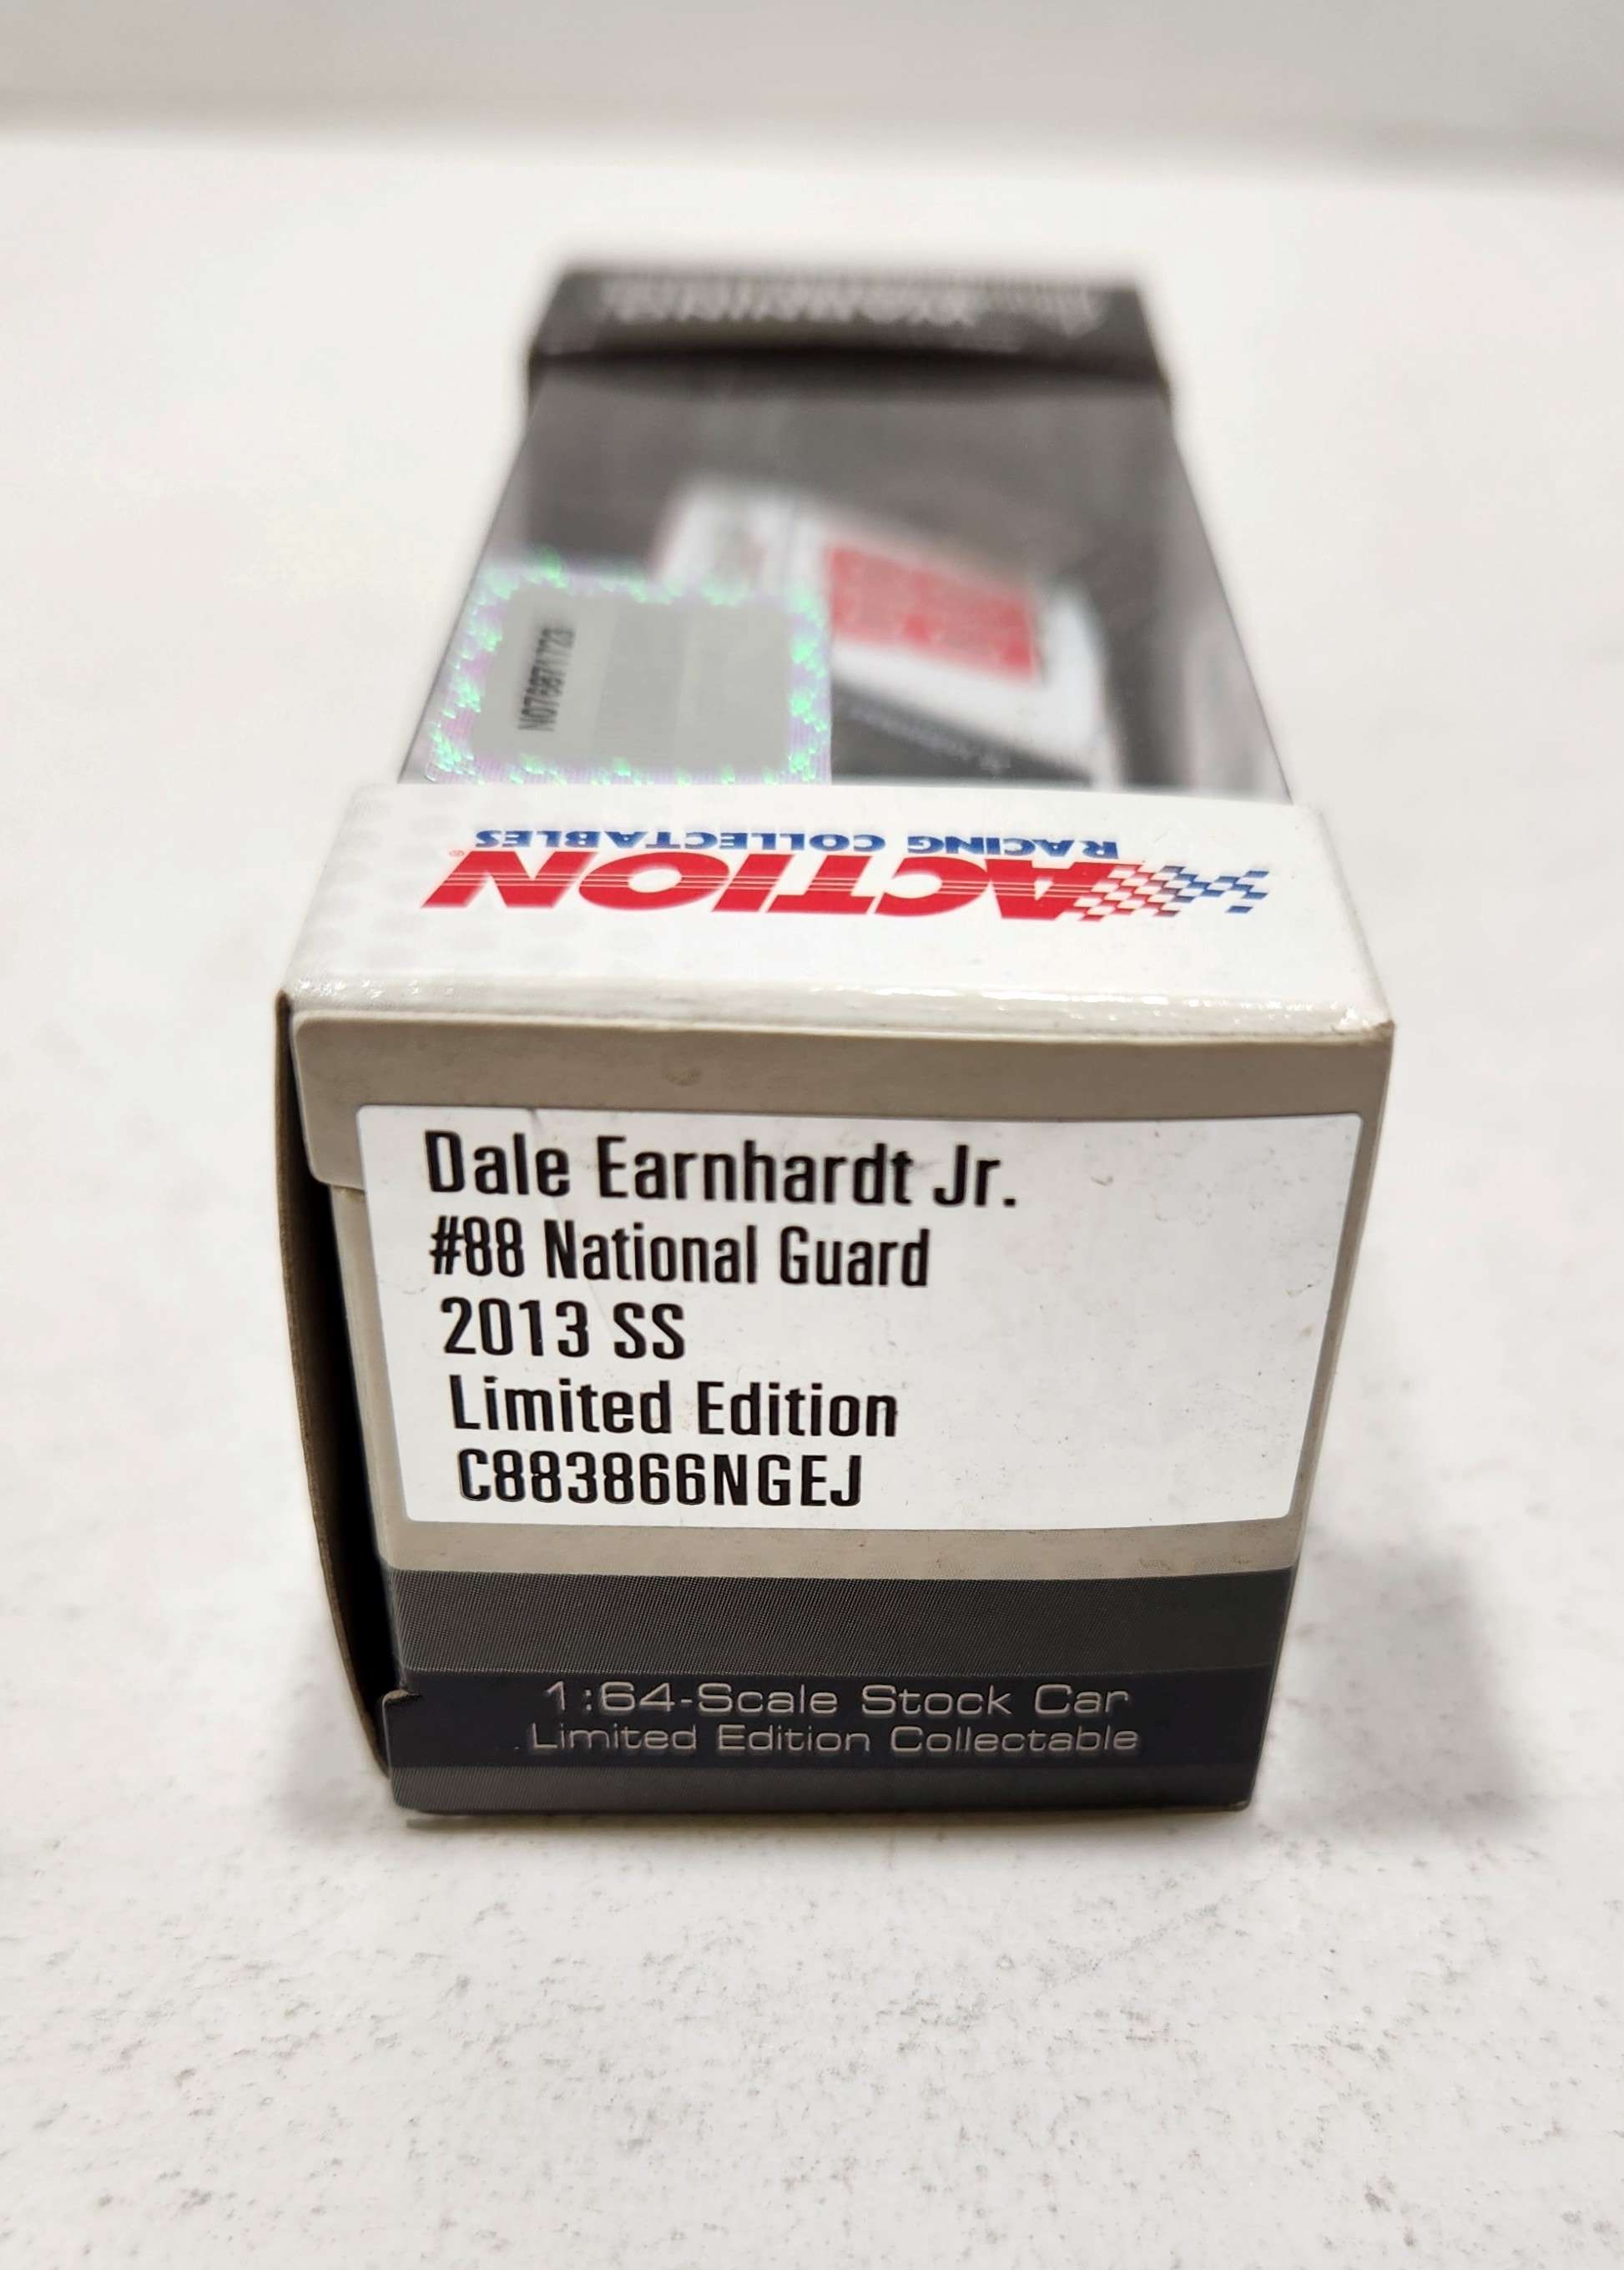 ACTION
RACING COLLECTABLES
Dale Earnhardt Jr.
#88 National Guard
2013 SS
Limited Edition
C883866NGEJ
1:64-Scale Stock Car
Limited Edition Collectable